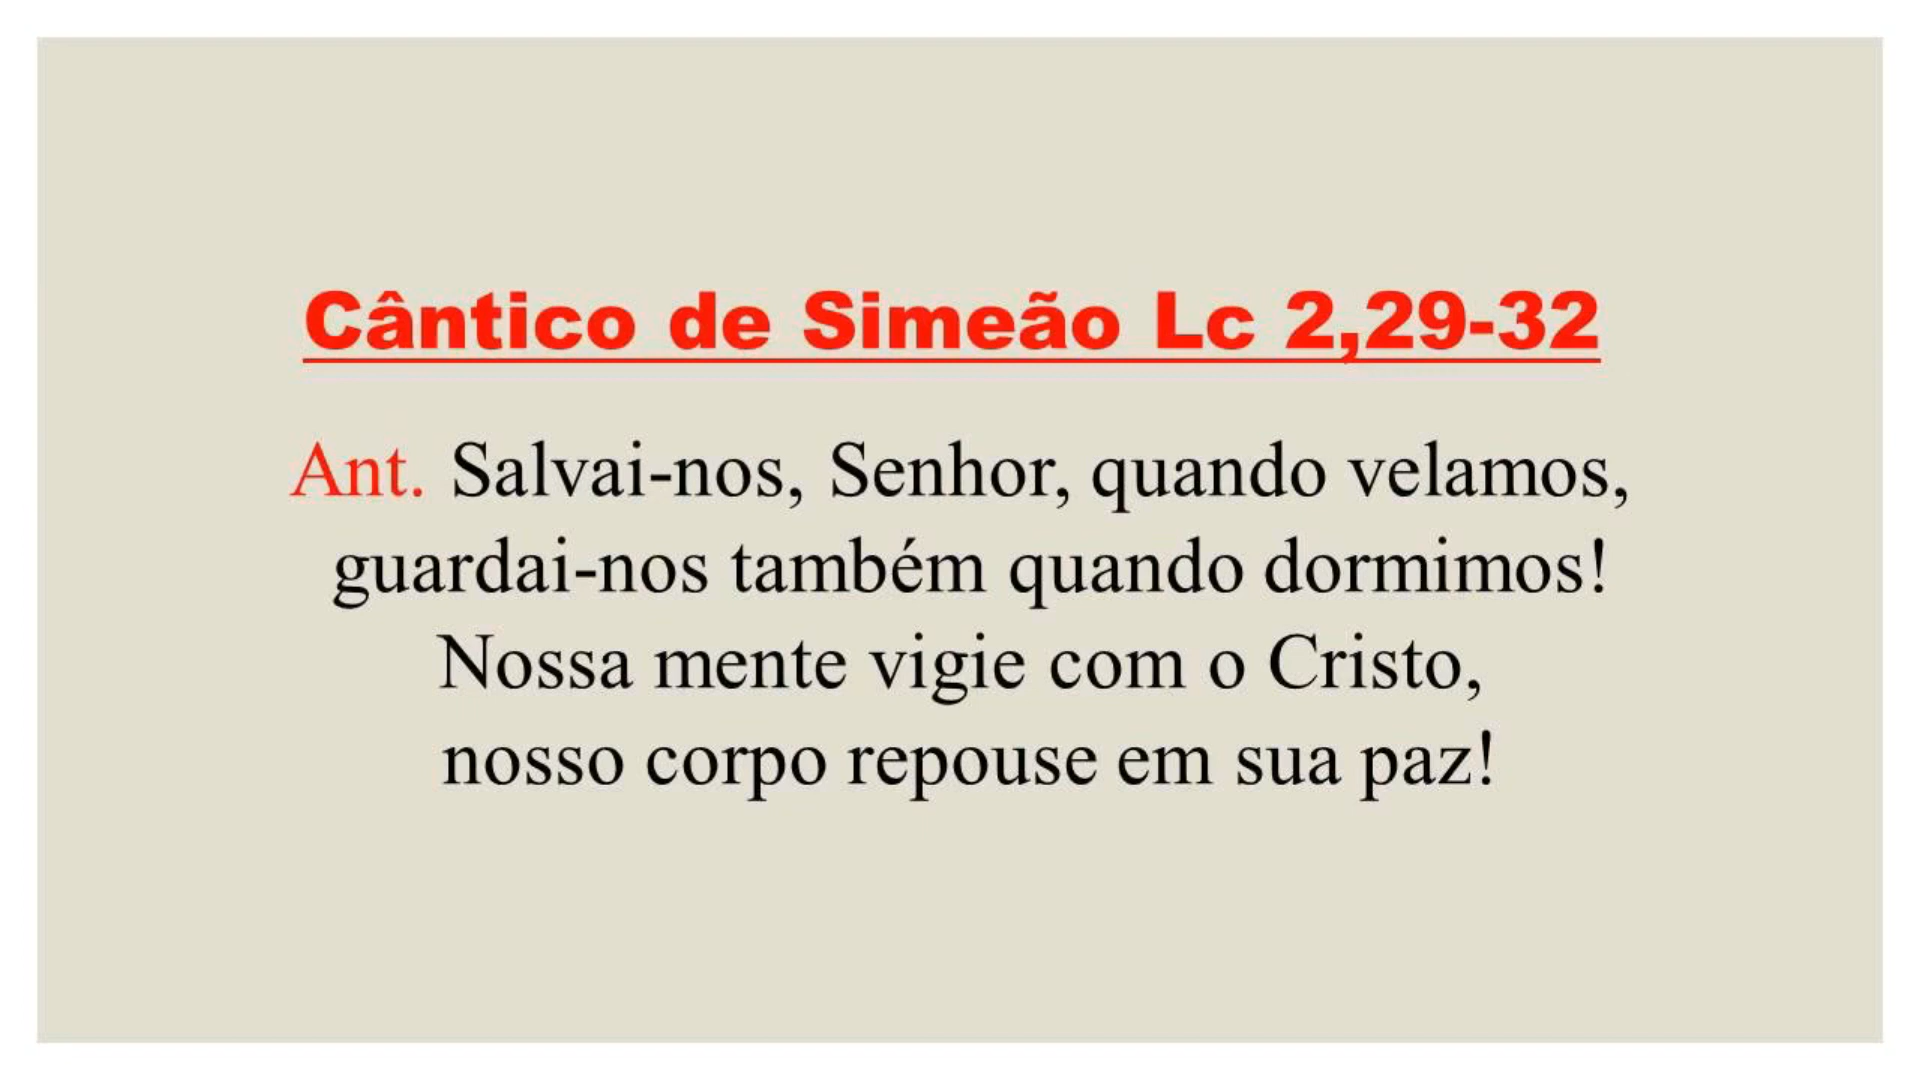 Cântico de Simeão Lc 2,29-32
Ant. Salvai-nos, Senhor, quando velamos,
guardai-nos também quando dormimos!
Nossa mente vigie com o Cristo,
nosso corpo repouse em sua paz!